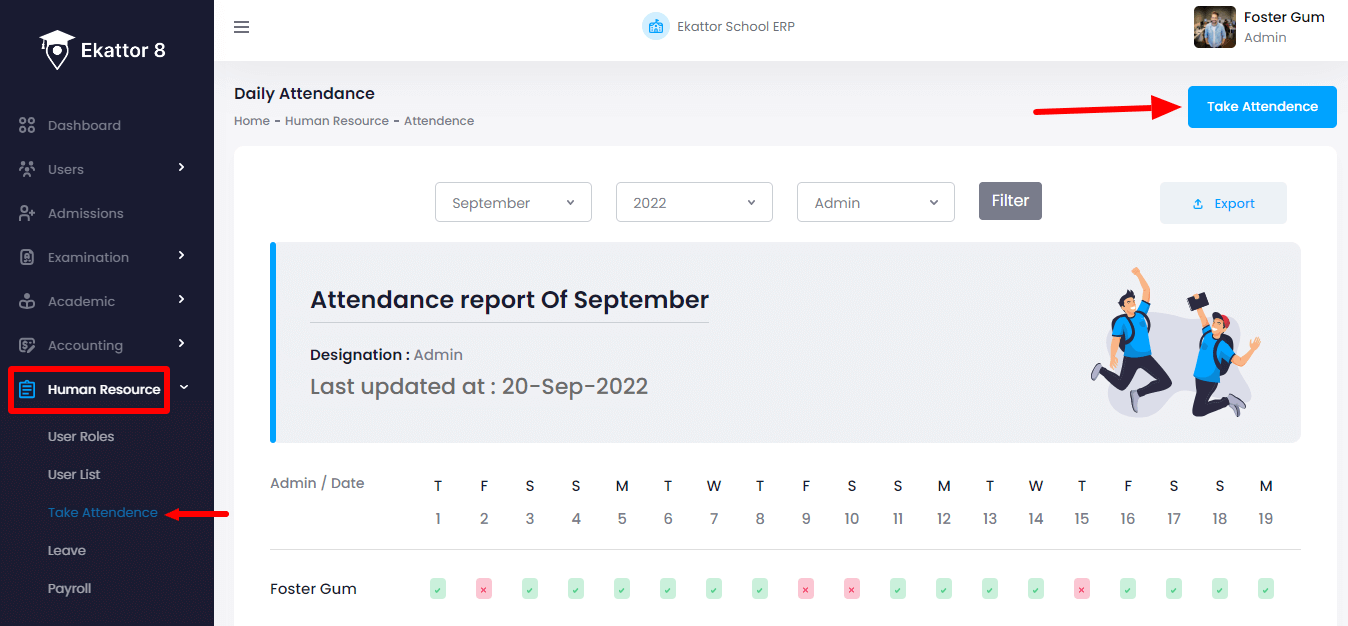 Ekattor 8
Dashboard
Users
Admissions
Examination
Academic
Accounting
Human Resource
User Roles
User List
Take Attendence
Leave
Payroll
Ekattor School ERP
Foster Gum
Admin
Daily Attendance
Home - Human Resource - Attendence
Take Attendence
September 2022 Admin Filter Export
Attendance report Of September
Designation : Admin
Last updated at : 20-Sep-2022
Admin / Date T F S S M T W T F S S M T W T F S S M
1 2 3 4 5 6 7 8 9 10 11 12 13 14 15 16 17 18 19
Foster Gum